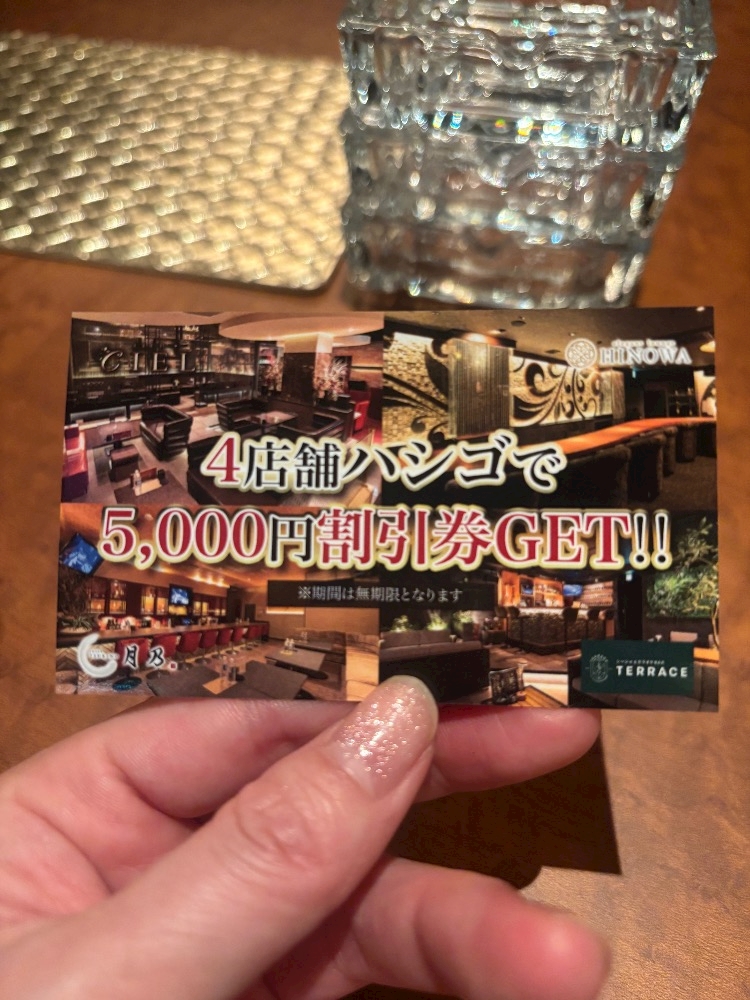 CIEL
HINOWA
4店舗ハシゴで
5,000円割引券GET!!
※期間は無期限となります
月乃
TERRACE